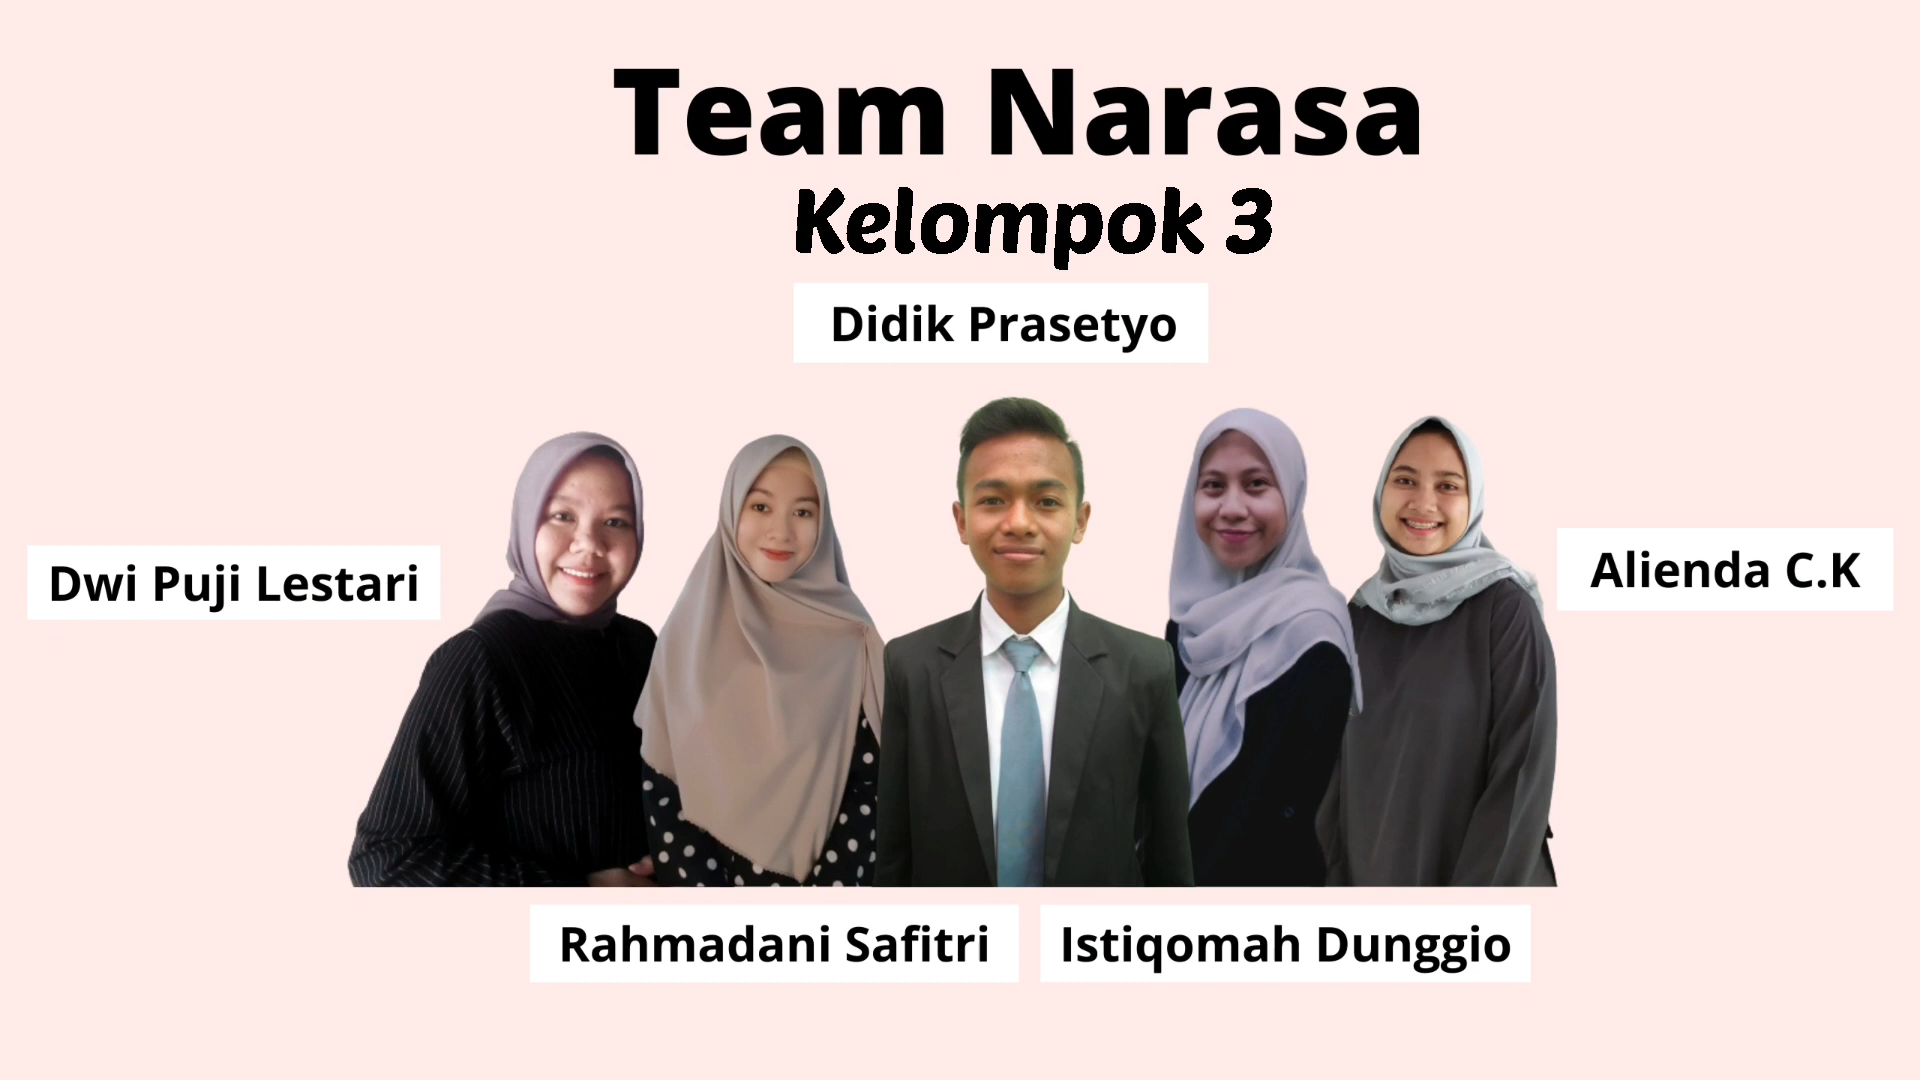 Team Narasa
Kelompok 3
Didik Prasetyo
Dwi Puji Lestari
Alienda C.K
Rahmadani Safitri
Istiqomah Dunggio